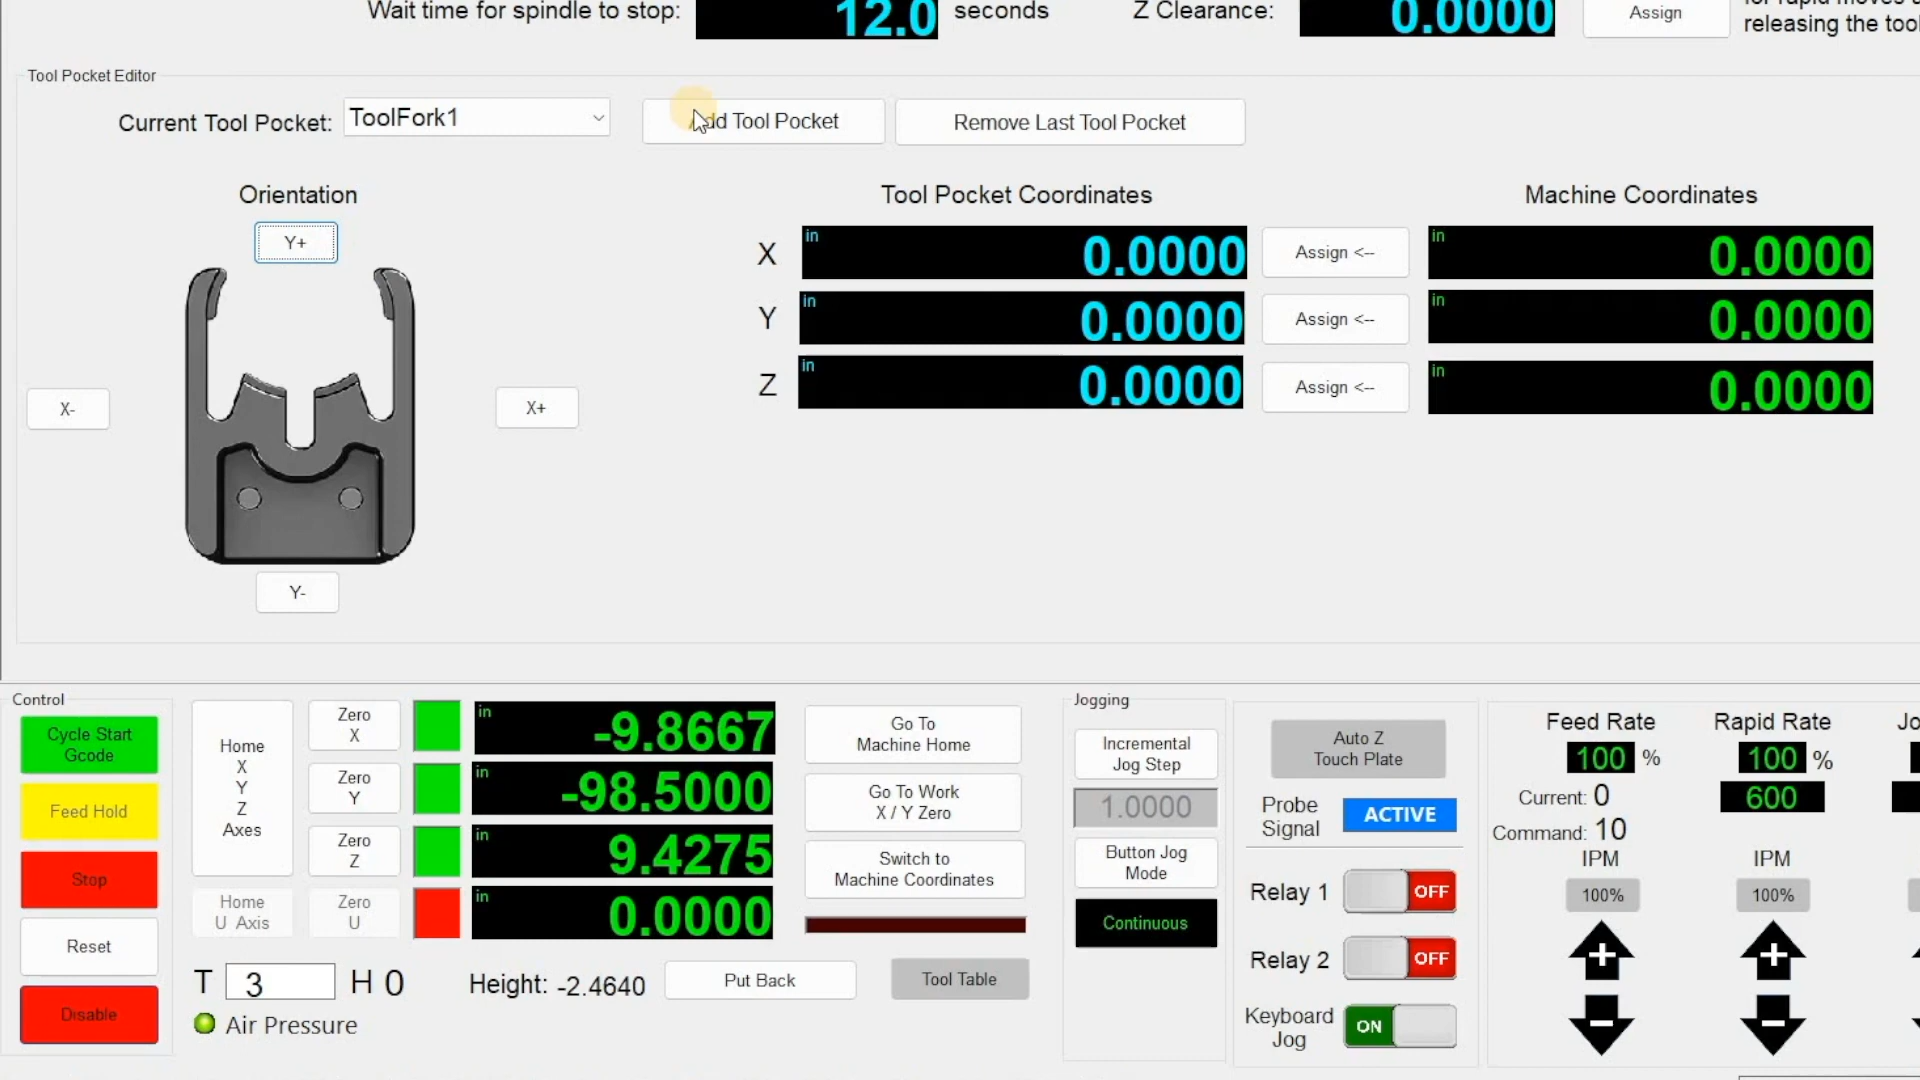 Wait time for spindle to stop: 12.0 seconds Z Clearance: 0.0000 Assign
releasing the tool
Tool Pocket Editor
Current Tool Pocket: ToolFork1 Add Tool Pocket Remove Last Tool Pocket
Orientation Tool Pocket Coordinates Machine Coordinates
Y+
X in 0.0000 Assign <-- in 0.0000
Y in 0.0000 Assign <-- in 0.0000
Z in 0.0000 Assign <-- in 0.0000
X- X+
Y-
Control
Cycle Start
Gcode
Feed Hold
Stop
Reset
Disable
Home
X
Y
Z
Axes
Home
U Axis
Zero
X
in -9.8667
Zero
Y
in -98.5000
Zero
Z
in 9.4275
Zero
U
in 0.0000
Go To
Machine Home
Go To Work
X / Y Zero
Switch to
Machine Coordinates
T 3 H 0 Height: -2.4640 Put Back Tool Table
Air Pressure
Jogging
Incremental
Jog Step
1.0000
Button Jog
Mode
Continuous
Auto Z
Touch Plate
Probe
Signal
ACTIVE
Relay 1 OFF
Relay 2 OFF
Keyboard
Jog
ON
Feed Rate
100 %
Current: 0
Command: 10
IPM
100%
+
-
Rapid Rate
100 %
600
IPM
100%
+
-